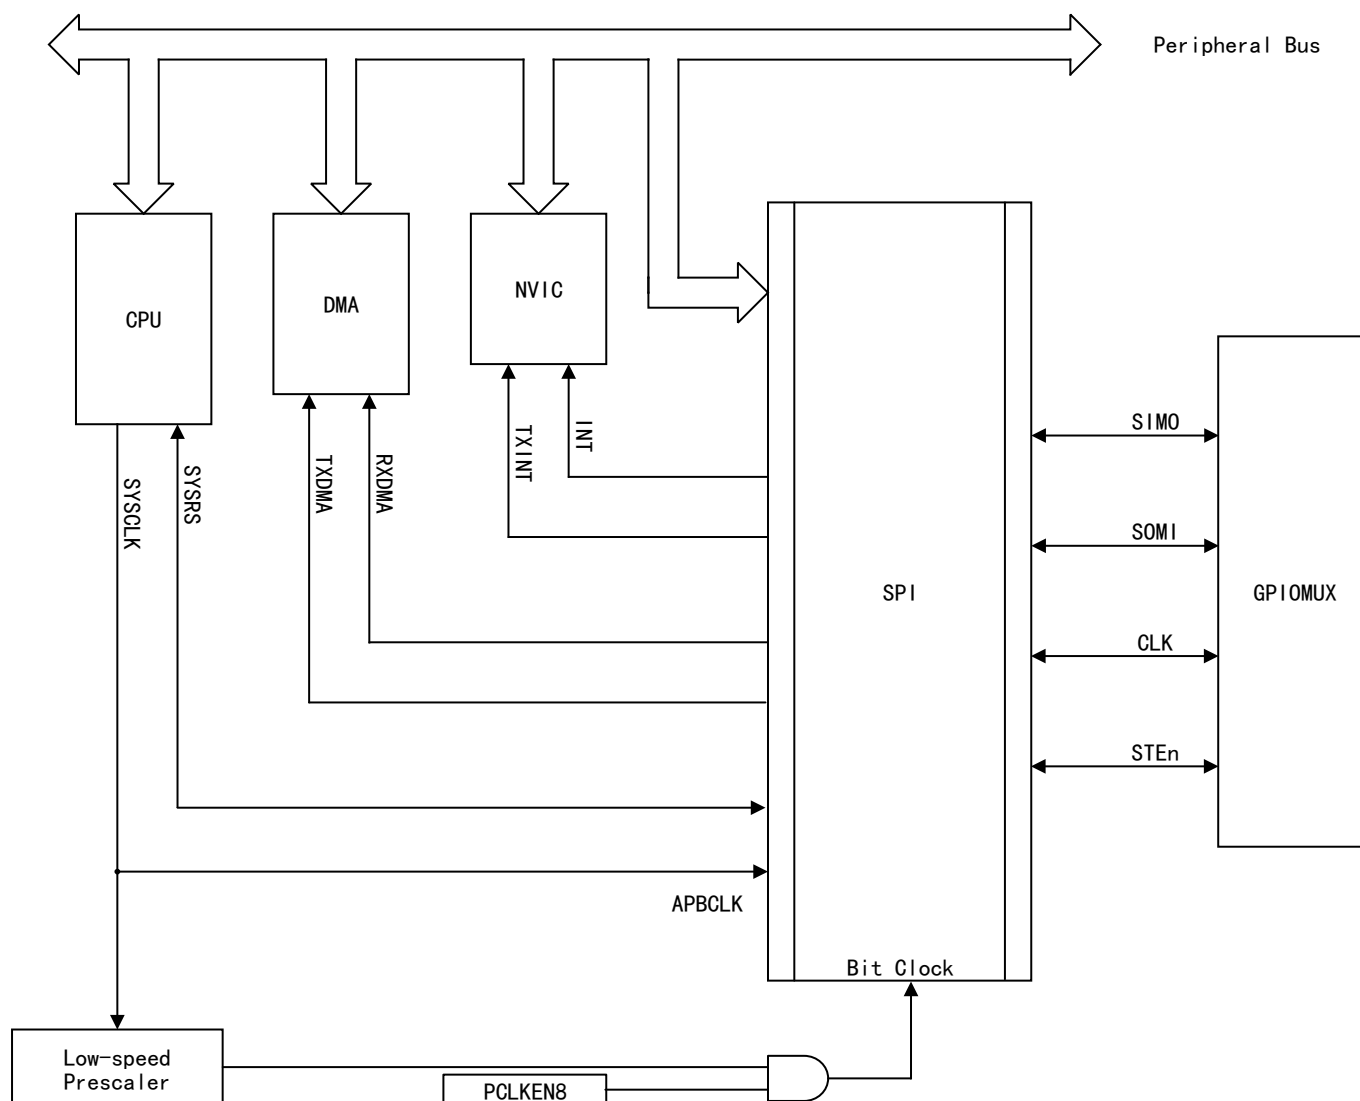 Peripheral Bus
CPU
DMA
NVIC
SYSCLK
SYSRS
TXDMA
RXDMA
TXINT
INT
SPI
SIMO
SOMI
CLK
STEn
GPIOMUX
APBCLK
Bit Clock
Low-speed
Prescaler
PCLKEN8